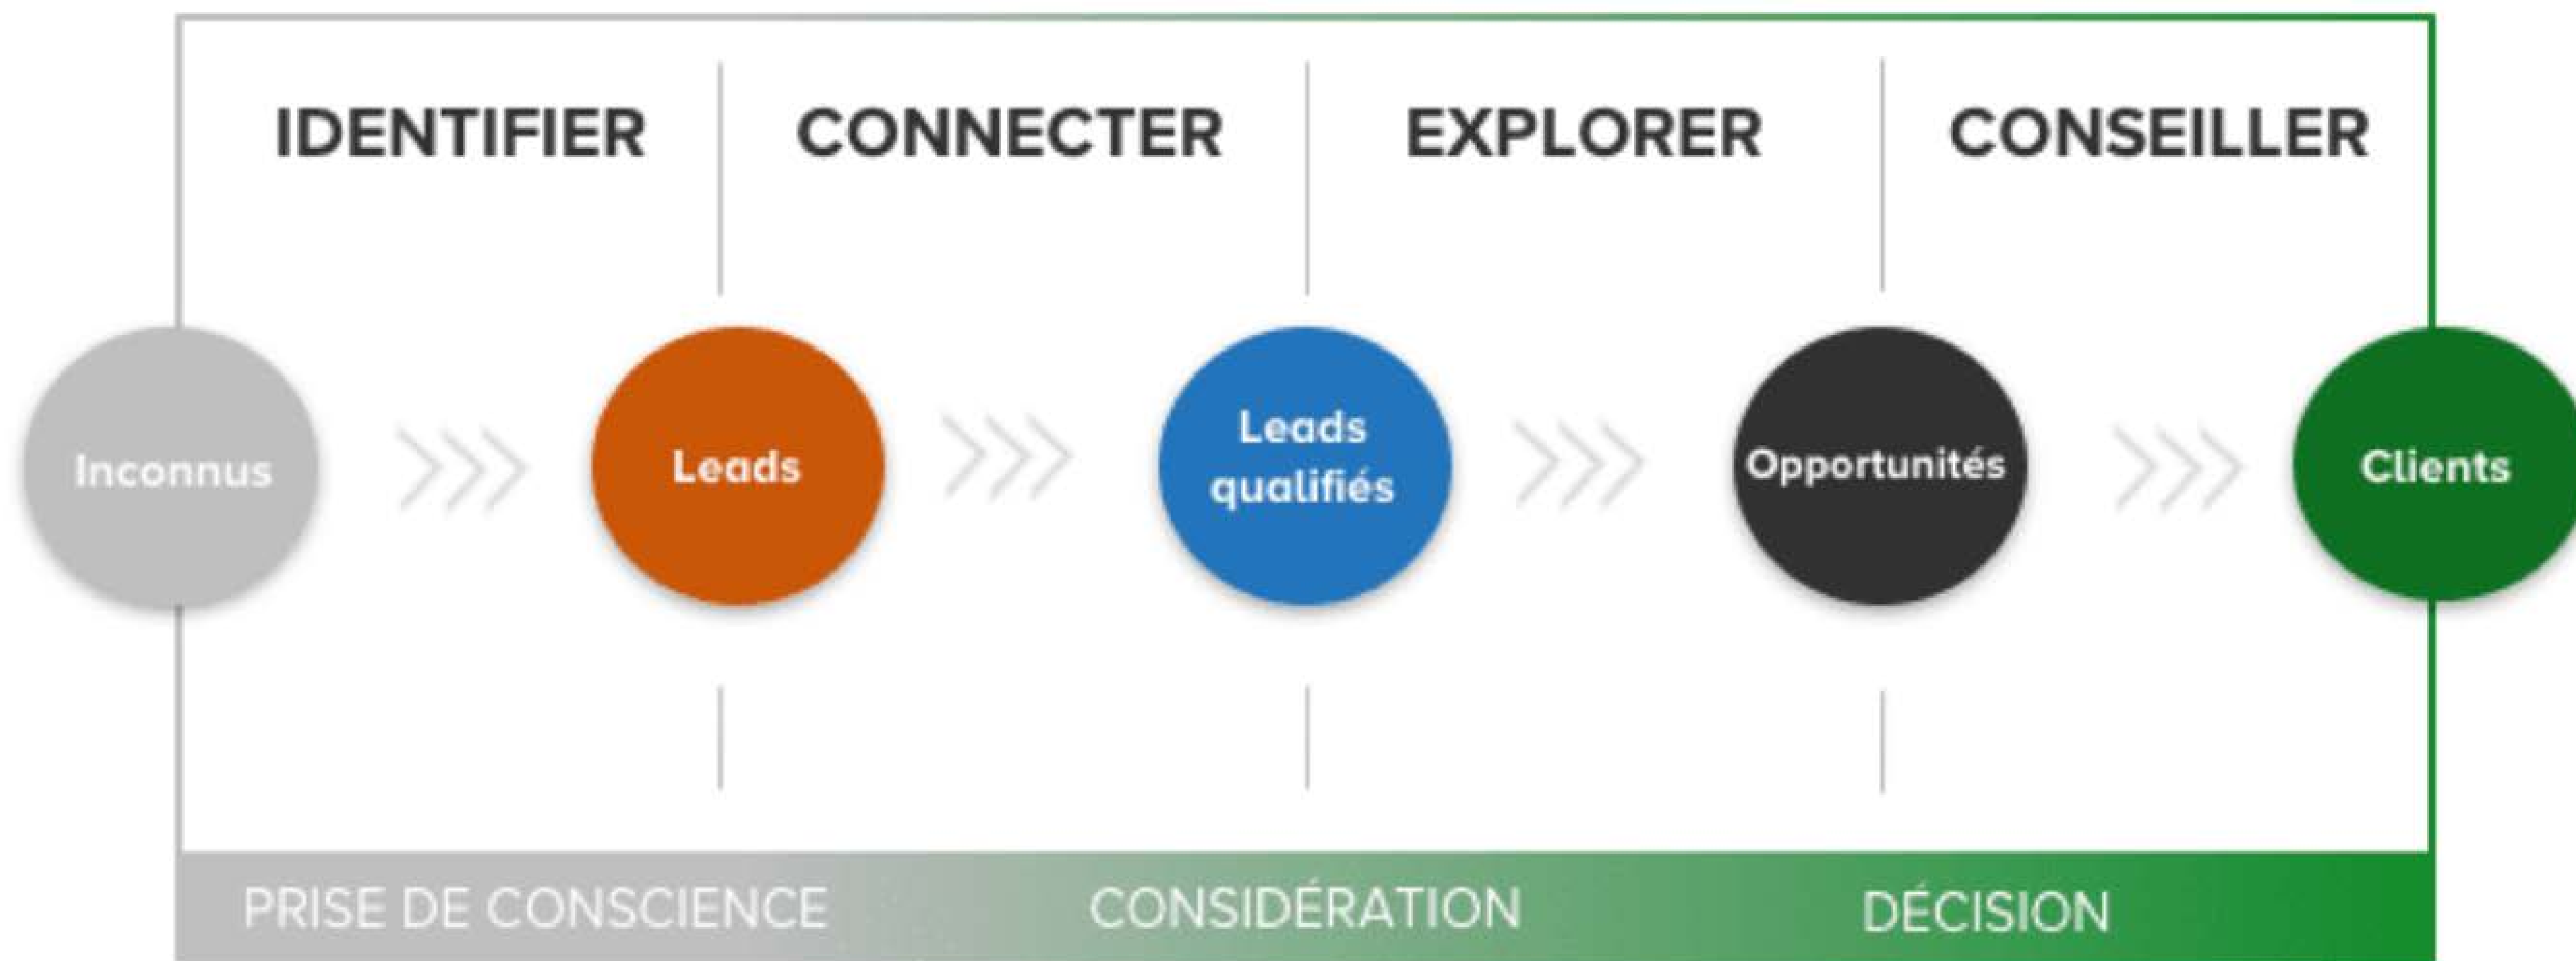 IDENTIFIER
CONNECTER
EXPLORER
CONSEILLER
Inconnus
Leads
Leads
qualifiés
Opportunités
Clients
PRISE DE CONSCIENCE
CONSIDÉRATION
DÉCISION